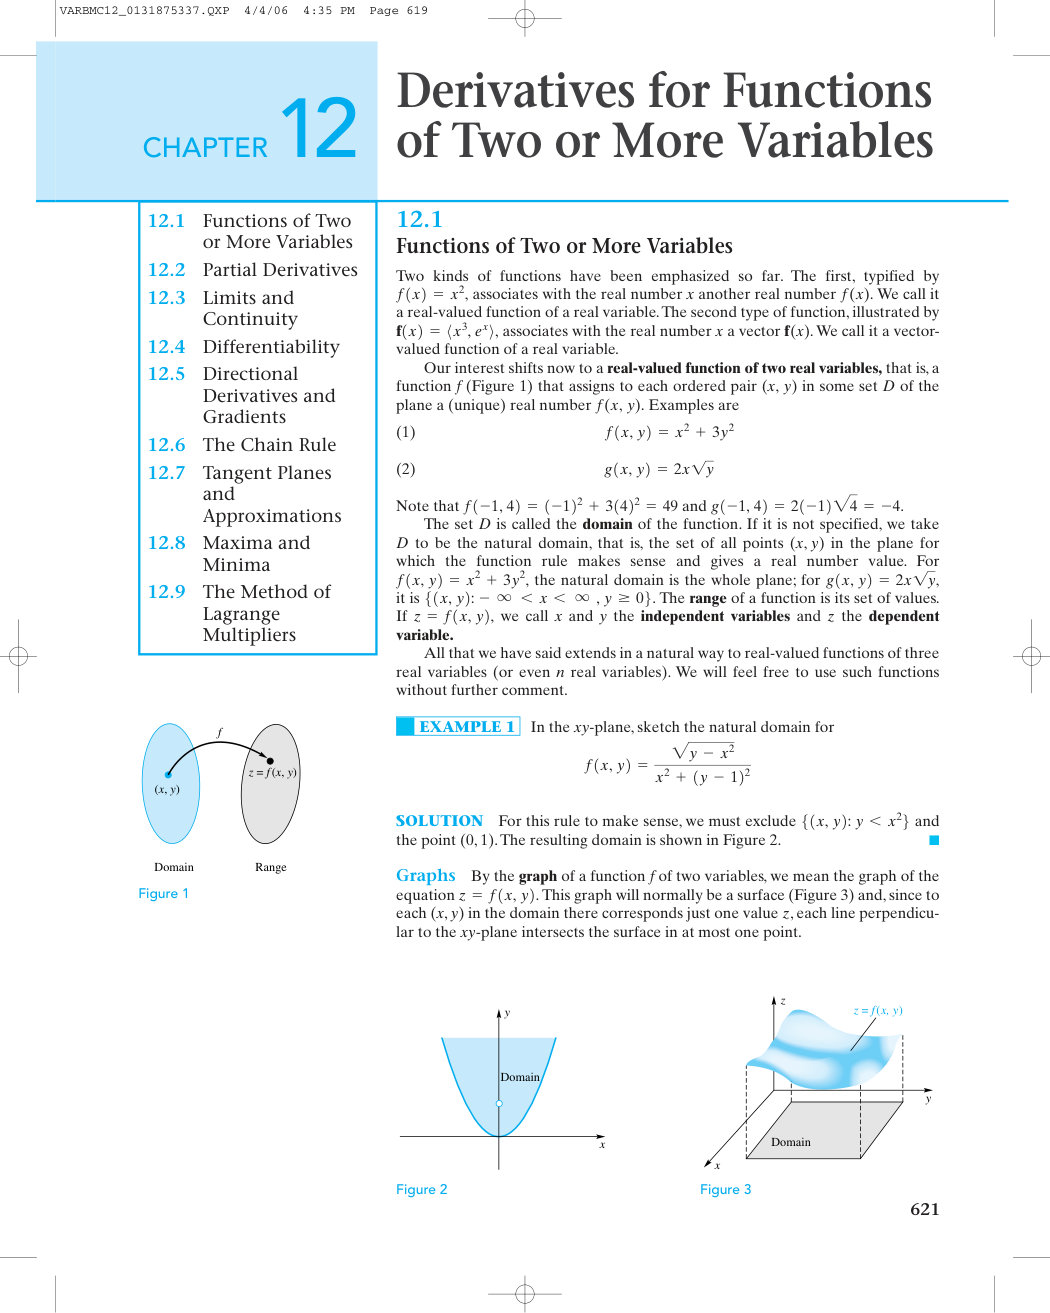 VARBMC12_0131875337.QXP 4/4/06 4:35 PM Page 619
CHAPTER 12
Derivatives for Functions
of Two or More Variables
12.1 Functions of Two
or More Variables
12.2 Partial Derivatives
12.3 Limits and
Continuity
12.4 Differentiability
12.5 Directional
Derivatives and
Gradients
12.6 The Chain Rule
12.7 Tangent Planes
and
Approximations
12.8 Maxima and
Minima
12.9 The Method of
Lagrange
Multipliers
12.1
Functions of Two or More Variables
Two kinds of functions have been emphasized so far. The first, typified by
f(x) = x², associates with the real number x another real number f(x). We call it
a real-valued function of a real variable. The second type of function, illustrated by
f(x) = ⟨x³, eˣ⟩, associates with the real number x a vector f(x). We call it a vector-
valued function of a real variable.
Our interest shifts now to a real-valued function of two real variables, that is, a
function f (Figure 1) that assigns to each ordered pair (x, y) in some set D of the
plane a (unique) real number f(x, y). Examples are
(1) f(x, y) = x² + 3y²
(2) g(x, y) = 2x√y
Note that f(−1, 4) = (−1)² + 3(4)² = 49 and g(−1, 4) = 2(−1)√4 = −4.
The set D is called the domain of the function. If it is not specified, we take
D to be the natural domain, that is, the set of all points (x, y) in the plane for
which the function rule makes sense and gives a real number value. For
f(x, y) = x² + 3y², the natural domain is the whole plane; for g(x, y) = 2x√y,
it is {(x, y): − ∞ < x < ∞ , y ≥ 0}. The range of a function is its set of values.
If z = f(x, y), we call x and y the independent variables and z the dependent
variable.
All that we have said extends in a natural way to real-valued functions of three
real variables (or even n real variables). We will feel free to use such functions
without further comment.
EXAMPLE 1 In the xy-plane, sketch the natural domain for
f(x, y) = √(y − x²) / (x² + (y − 1)²)
SOLUTION For this rule to make sense, we must exclude {(x, y): y < x²} and
the point (0, 1). The resulting domain is shown in Figure 2.
Graphs By the graph of a function f of two variables, we mean the graph of the
equation z = f(x, y). This graph will normally be a surface (Figure 3) and, since to
each (x, y) in the domain there corresponds just one value z, each line perpendicu-
lar to the xy-plane intersects the surface in at most one point.
f
z = f(x, y)
(x, y)
Domain Range
Figure 1
y
Domain
x
Figure 2
z
z = f(x, y)
y
Domain
x
Figure 3
621